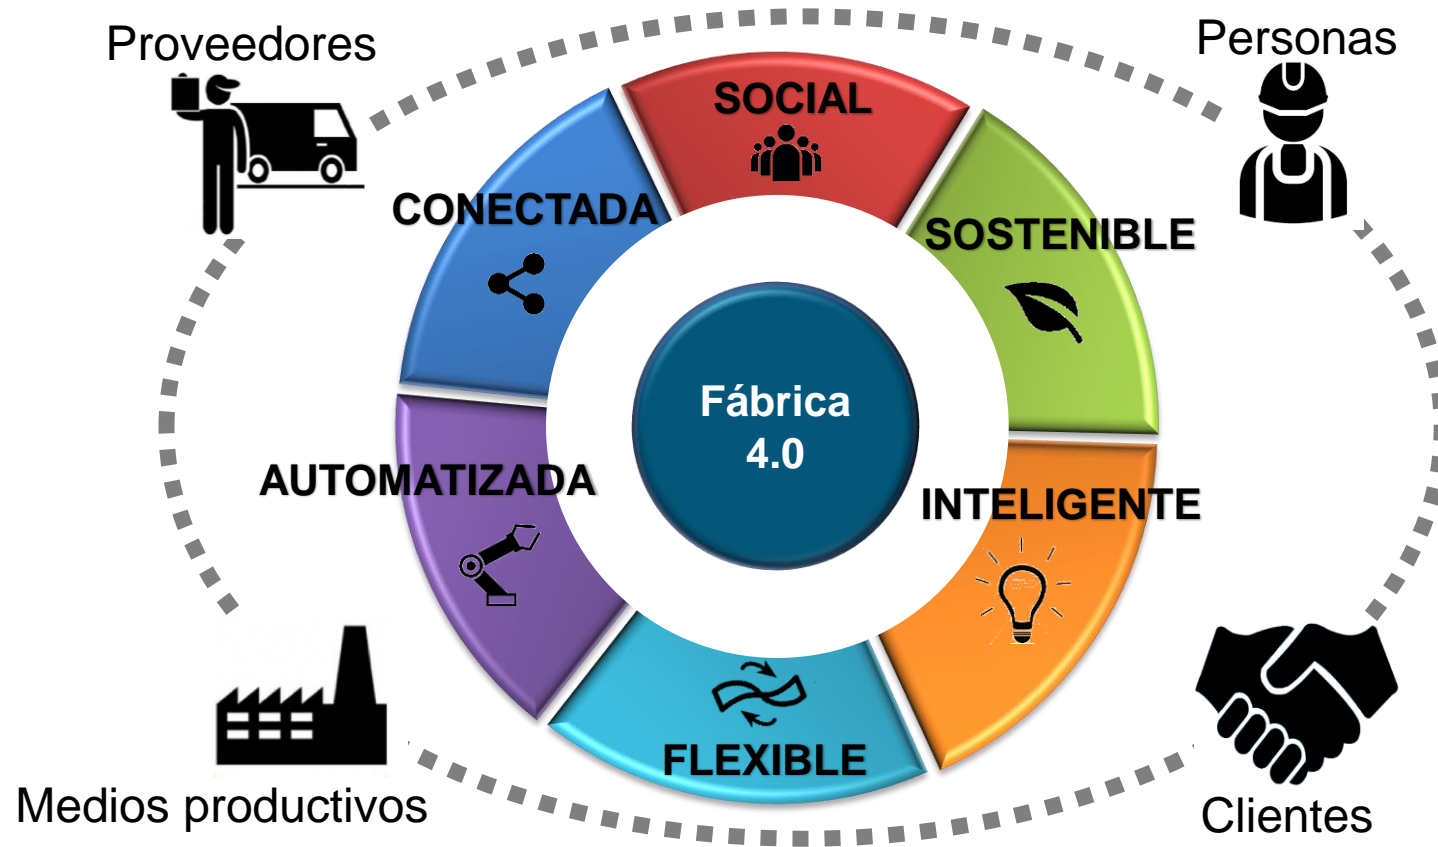 Proveedores
Personas
SOCIAL
CONECTADA
SOSTENIBLE
Fábrica
4.0
AUTOMATIZADA
INTELIGENTE
FLEXIBLE
Medios productivos
Clientes